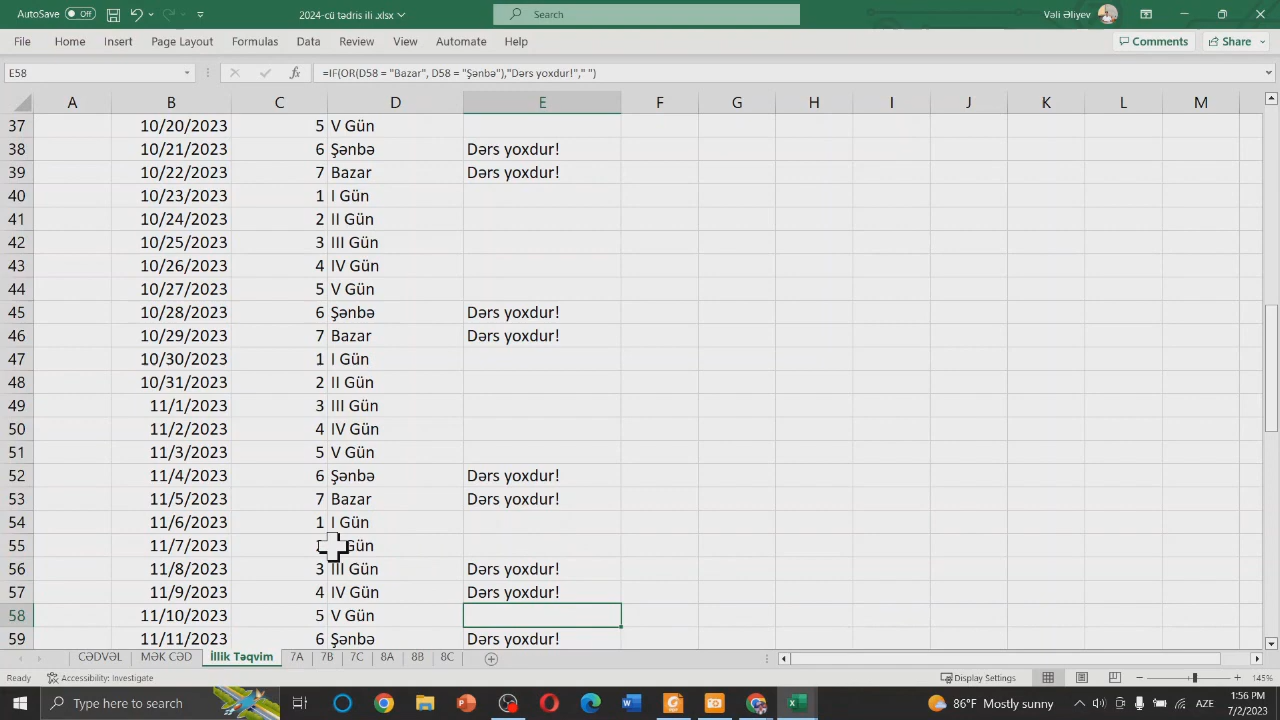 AutoSave Off 2024-cü tədris ili .xlsx Search Vəli Əliyev
File Home Insert Page Layout Formulas Data Review View Automate Help Comments Share
E58 fx =IF(OR(D58 = "Bazar", D58 = "Şənbə"),"Dərs yoxdur!"," ")
A B C D E F G H I J K L M
37 10/20/2023 5 V Gün
38 10/21/2023 6 Şənbə Dərs yoxdur!
39 10/22/2023 7 Bazar Dərs yoxdur!
40 10/23/2023 1 I Gün
41 10/24/2023 2 II Gün
42 10/25/2023 3 III Gün
43 10/26/2023 4 IV Gün
44 10/27/2023 5 V Gün
45 10/28/2023 6 Şənbə Dərs yoxdur!
46 10/29/2023 7 Bazar Dərs yoxdur!
47 10/30/2023 1 I Gün
48 10/31/2023 2 II Gün
49 11/1/2023 3 III Gün
50 11/2/2023 4 IV Gün
51 11/3/2023 5 V Gün
52 11/4/2023 6 Şənbə Dərs yoxdur!
53 11/5/2023 7 Bazar Dərs yoxdur!
54 11/6/2023 1 I Gün
55 11/7/2023 Gün
56 11/8/2023 3 III Gün Dərs yoxdur!
57 11/9/2023 4 IV Gün Dərs yoxdur!
58 11/10/2023 5 V Gün
59 11/11/2023 6 Şənbə Dərs yoxdur!
CƏDVƏL MƏK CƏD İllik Təqvim 7A 7B 7C 8A 8B 8C
Ready Accessibility: Investigate Display Settings 145%
Type here to search 86°F Mostly sunny AZE 1:56 PM
7/2/2023